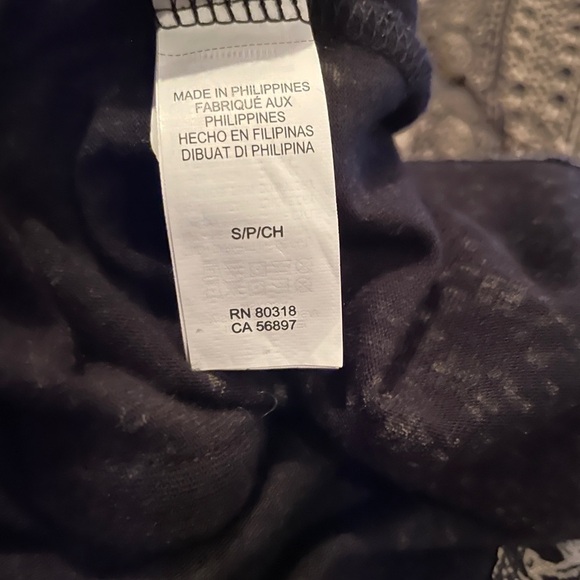 MADE IN PHILIPPINES
FABRIQUÉ AUX
PHILIPPINES
HECHO EN FILIPINAS
DIBUAT DI PHILIPINA
S/P/CH
RN 80318
CA 56897